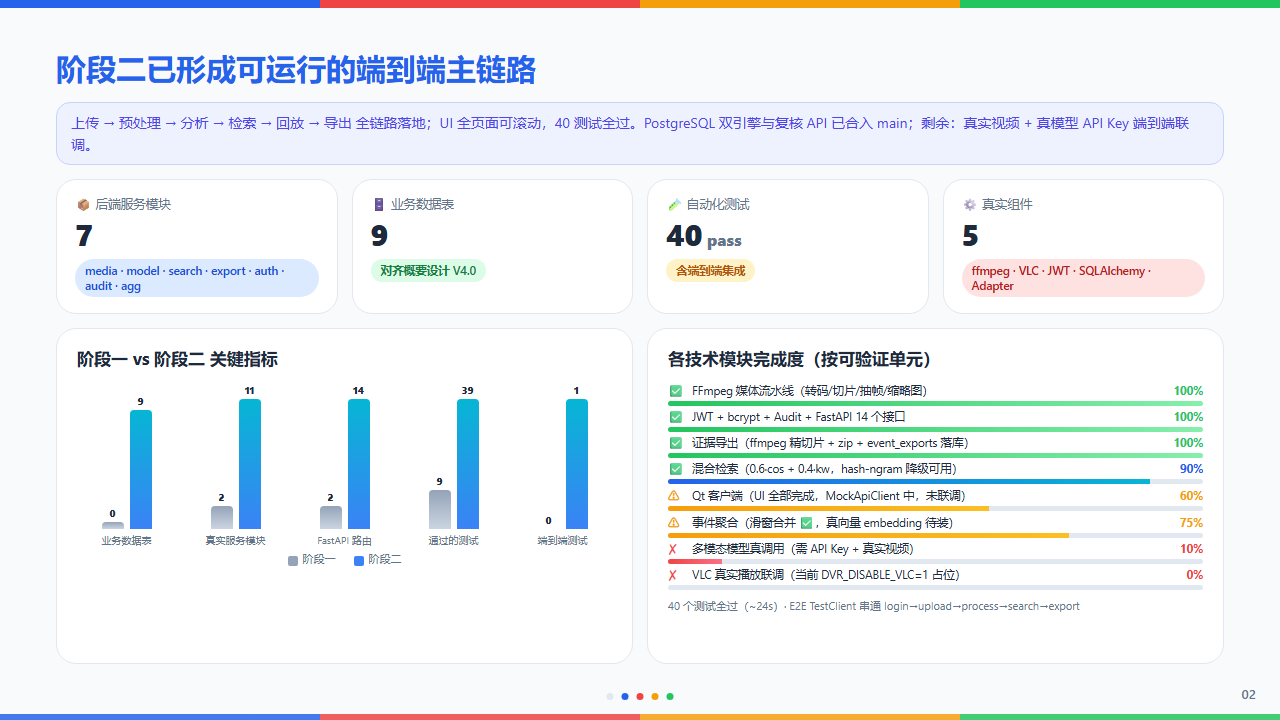 阶段二已形成可运行的端到端主链路
上传 → 预处理 → 分析 → 检索 → 回放 → 导出 全链路落地；UI 全页面可滚动，40 测试全过。PostgreSQL 双引擎与复核 API 已合入 main；剩余：真实视频 + 真模型 API Key 端到端联
调。
📦 后端服务模块
7
media · model · search · export · auth ·
audit · agg
🗄️ 业务数据表
9
对齐概要设计 V4.0
🧪 自动化测试
40 pass
含端到端集成
⚙️ 真实组件
5
ffmpeg · VLC · JWT · SQLAlchemy ·
Adapter
阶段一 vs 阶段二 关键指标
0 9 2 11 2 14 9 39 0 1
业务数据表 真实服务模块 FastAPI 路由 通过的测试 端到端测试
阶段一 阶段二
各技术模块完成度（按可验证单元）
✅ FFmpeg 媒体流水线（转码/切片/抽帧/缩略图） 100%
✅ JWT + bcrypt + Audit + FastAPI 14 个接口 100%
✅ 证据导出（ffmpeg 精切片 + zip + event_exports 落库） 100%
✅ 混合检索（0.6·cos + 0.4·kw，hash-ngram 降级可用） 90%
⚠ Qt 客户端（UI 全部完成，MockApiClient 中，未联调） 60%
⚠ 事件聚合（滑窗合并 ✅ ，真向量 embedding 待装） 75%
✗ 多模态模型真调用（需 API Key + 真实视频） 10%
✗ VLC 真实播放联调（当前 DVR_DISABLE_VLC=1 占位） 0%
40 个测试全过（~24s）· E2E TestClient 串通 login→upload→process→search→export
02